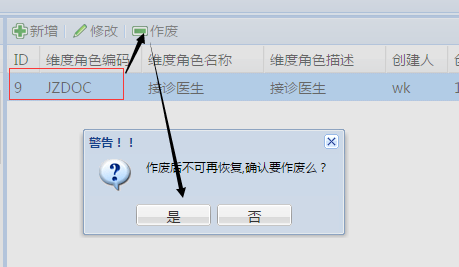 新增 修改 作废
ID 维度角色编码 维度角色名称 维度角色描述 创建人
9 JZDOC 接诊医生 接诊医生 wk
警告！！
作废后不可再恢复,确认要作废么？
是 否